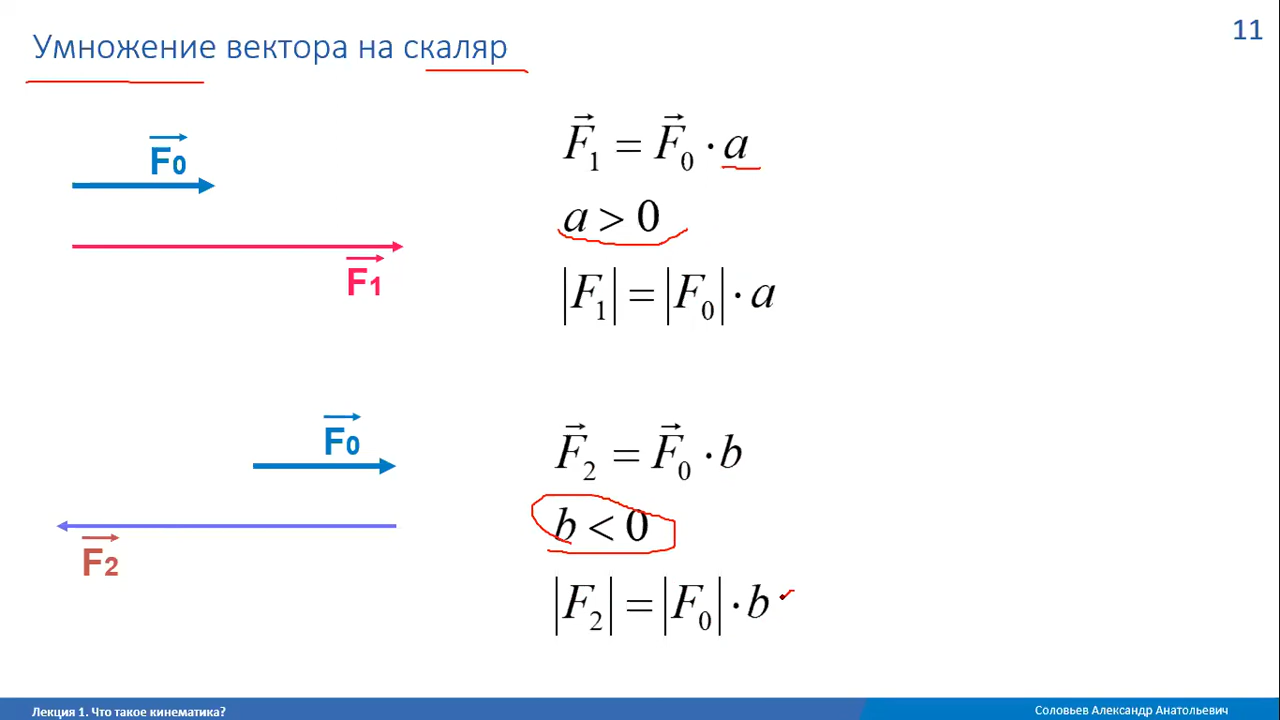 11
Умножение вектора на скаляр
F0
F1
F⃗₁ = F⃗₀ · a
a > 0
|F₁| = |F₀| · a
F0
F2
F⃗₂ = F⃗₀ · b
b < 0
|F₂| = |F₀| · b
Лекция 1. Что такое кинематика?
Соловьев Александр Анатольевич